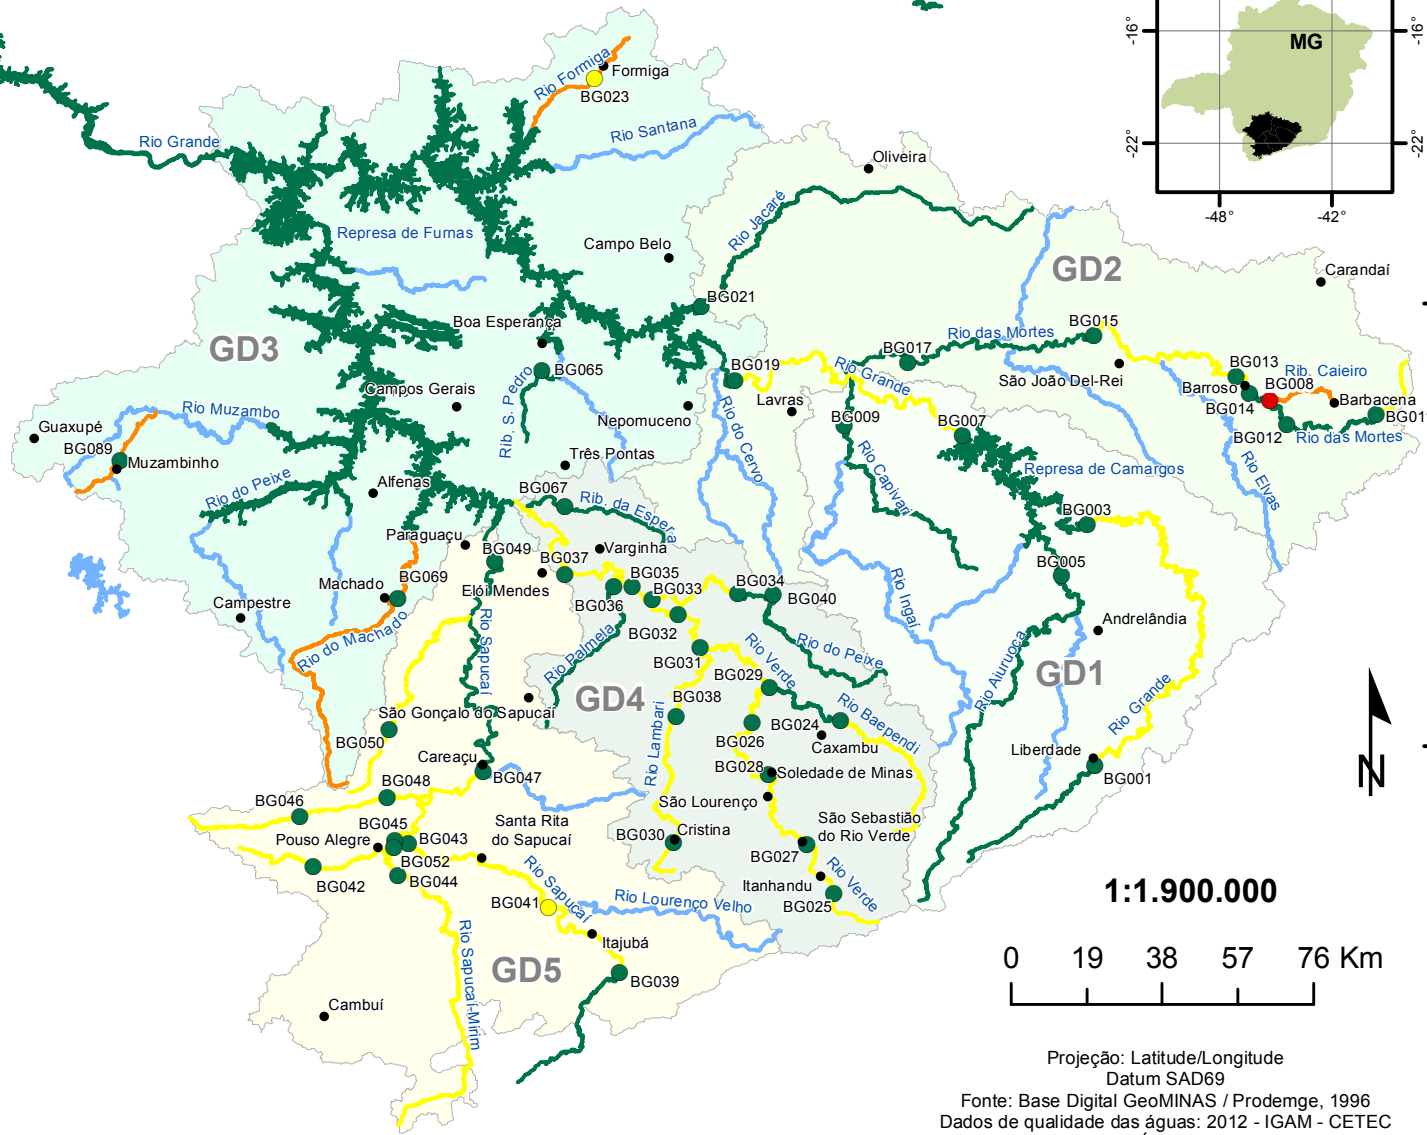 -16°
MG
-16°
-22°
-22°
-48°
-42°
Rio Formiga
Formiga
BG023
Rio Grande
Rio Santana
Oliveira
Rio Jacaré
Represa de Furnas
Campo Belo
GD2
Carandaí
BG021
GD3
Boa Esperança
BG015
Rio das Mortes
BG017
BG065
BG019
Rio Grande
São João Del-Rei
BG013
Rib. Caieiro
Barroso
BG008
Barbacena
BG014
BG012
Rio das Mortes
Campos Gerais
Rib. S. Pedro
Lavras
Rio Muzambo
Nepomuceno
Rio do Cervo
BG009
BG007
Guaxupé
BG089
Muzambinho
Três Pontas
Rio Capivari
Represa de Camargos
Rio Elvas
Rio do Peixe
Alfenas
BG067
Rib. da Espera
BG003
Paraguaçu
BG049
BG037
Varginha
BG005
Machado
BG069
Elói Mendes
BG035
BG036
BG033
BG034
BG040
Rio Ingaí
Campestre
Rio do Machado
Rio Sapucaí
BG032
Andrelândia
Rio Palmela
BG031
Rio Verde
Rio do Peixe
Rio Aiuruoca
GD1
GD4
BG029
Rio Grande
São Gonçalo do Sapucaí
BG038
Rio Baependi
BG050
BG024
Caxambu
BG026
Liberdade
Careaçu
BG047
Rio Lambari
BG028
Soledade de Minas
BG001
N
BG048
BG046
São Lourenço
Santa Rita
do Sapucaí
São Sebastião
do Rio Verde
BG045
Pouso Alegre
BG043
BG030
Cristina
BG027
BG052
BG042
BG044
Rio Sapucaí
Itanhandu
Rio Verde
BG025
1:1.900.000
BG041
Rio Lourenço Velho
Rio Sapucaí-Mirim
Itajubá
GD5
BG039
0 19 38 57 76 Km
Cambuí
Projeção: Latitude/Longitude
Datum SAD69
Fonte: Base Digital GeoMINAS / Prodemge, 1996
Dados de qualidade das águas: 2012 - IGAM - CETEC